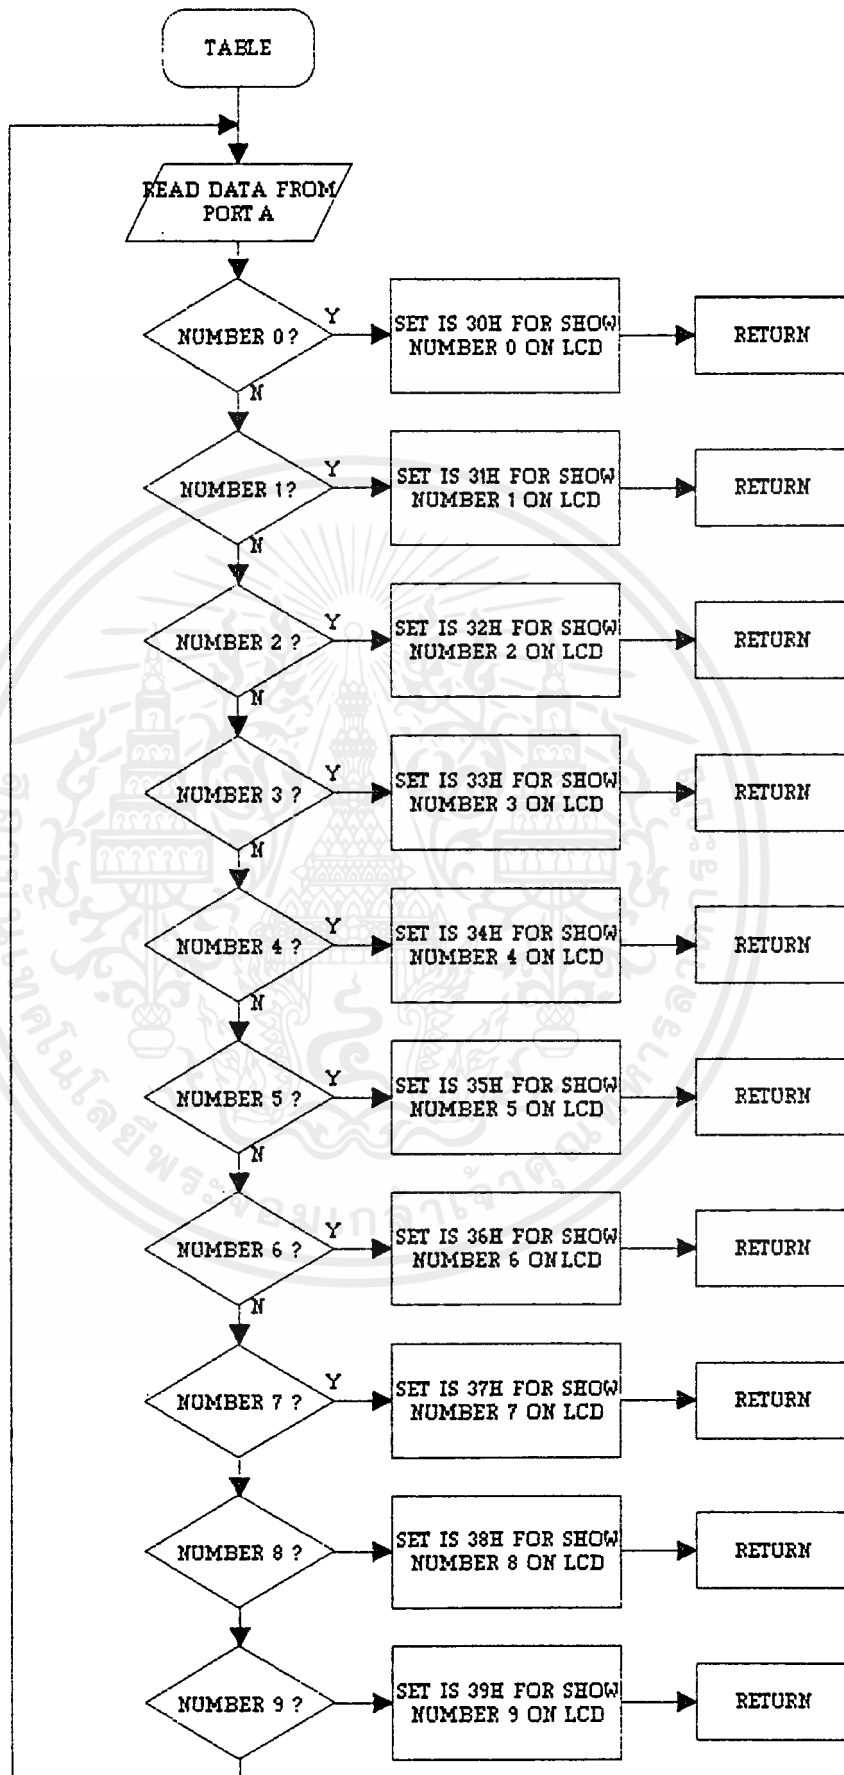 TABLE
READ DATA FROM
PORT A
NUMBER 0 ?
Y
SET IS 30H FOR SHOW
NUMBER 0 ON LCD
RETURN
N
NUMBER 1 ?
Y
SET IS 31H FOR SHOW
NUMBER 1 ON LCD
RETURN
N
NUMBER 2 ?
Y
SET IS 32H FOR SHOW
NUMBER 2 ON LCD
RETURN
N
NUMBER 3 ?
Y
SET IS 33H FOR SHOW
NUMBER 3 ON LCD
RETURN
N
NUMBER 4 ?
Y
SET IS 34H FOR SHOW
NUMBER 4 ON LCD
RETURN
N
NUMBER 5 ?
Y
SET IS 35H FOR SHOW
NUMBER 5 ON LCD
RETURN
N
NUMBER 6 ?
Y
SET IS 36H FOR SHOW
NUMBER 6 ON LCD
RETURN
N
NUMBER 7 ?
Y
SET IS 37H FOR SHOW
NUMBER 7 ON LCD
RETURN
NUMBER 8 ?
SET IS 38H FOR SHOW
NUMBER 8 ON LCD
RETURN
NUMBER 9 ?
SET IS 39H FOR SHOW
NUMBER 9 ON LCD
RETURN